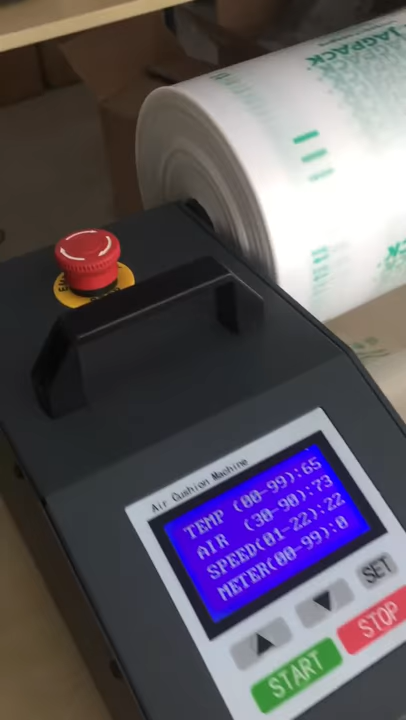 JAGPACK
Air Cushion Machine
TEMP (00-99):65
AIR (30-90):73
SPEED(01-22):22
METER(00-99):0
SET
START
STOP